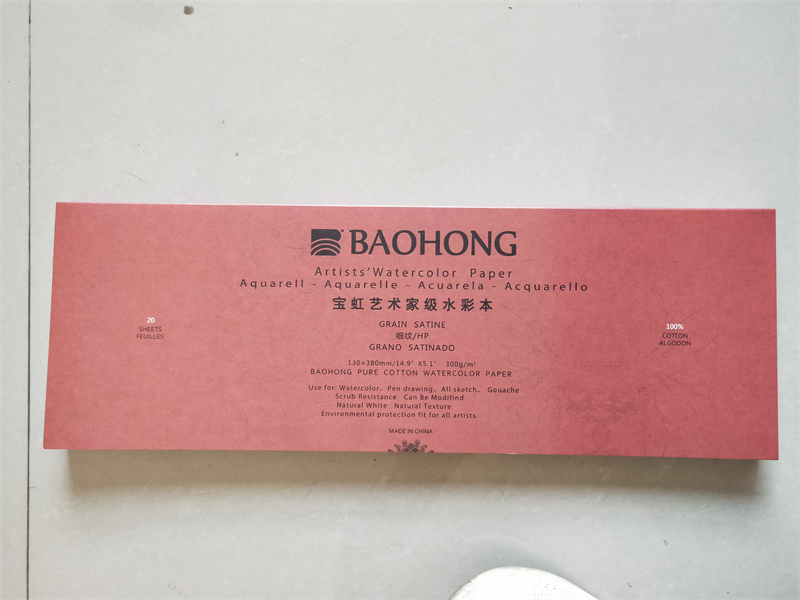 BAOHONG
Artists'Watercolor Paper
Aquarell - Aquarelle - Acuarela - Acquarello
宝虹艺术家级水彩本
20
SHEETS
FEUILLES
GRAIN SATINE
细纹/HP
GRANO SATINADO
100%
COTTON
ALGODON
130×380mm/14.9" X5.1" 300g/m²
BAOHONG PURE COTTON WATERCOLOR PAPER
Use for: Watercolor、Pen drawing、All sketch、 Gouache
Scrub Resistance Can Be Modifind
Natural White Natural Texture
Environmental protection fit for all artists.
MADE IN CHINA